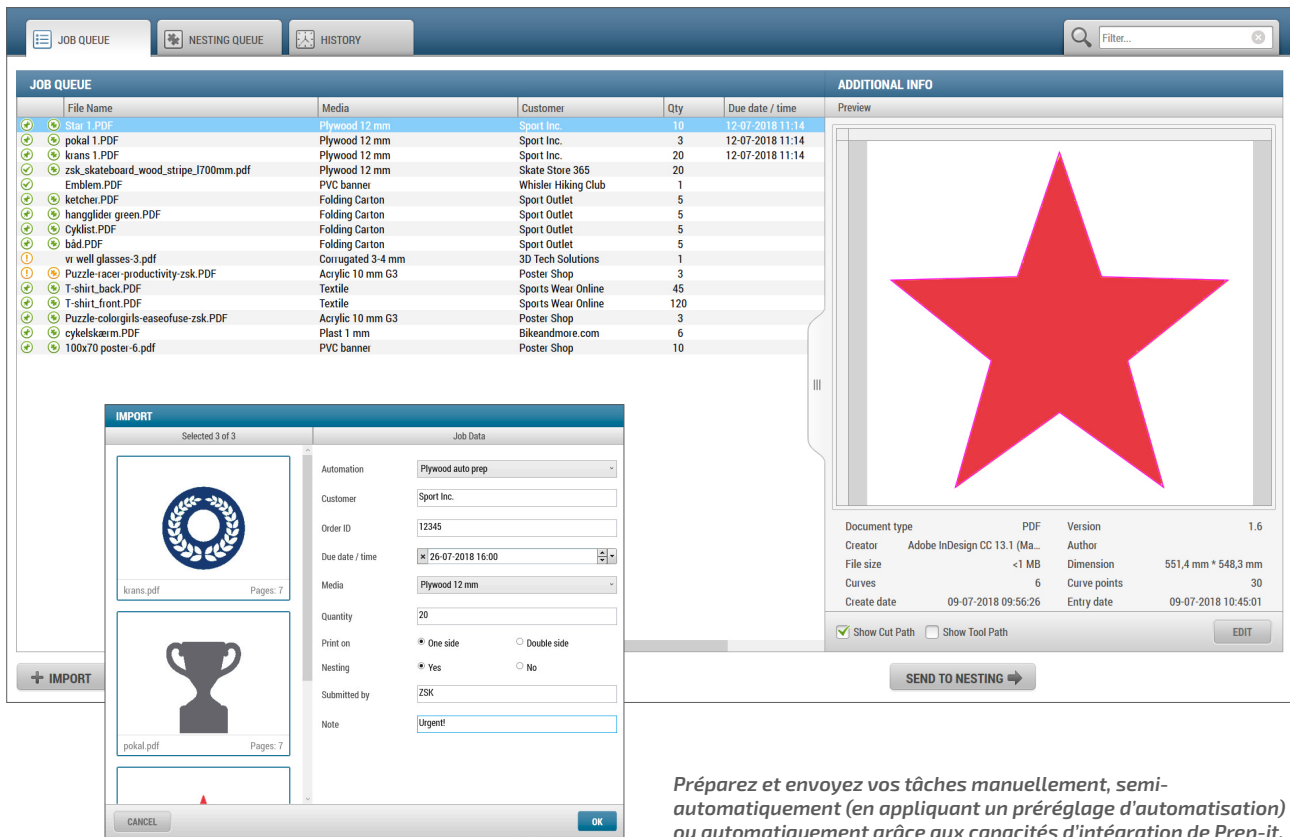 JOB QUEUE NESTING QUEUE HISTORY Filter...
JOB QUEUE
File Name Media Customer Qty Due date / time
Star 1.PDF Plywood 12 mm Sport Inc. 10 12-07-2018 11:14
pokal 1.PDF Plywood 12 mm Sport Inc. 3 12-07-2018 11:14
krans 1.PDF Plywood 12 mm Sport Inc. 20 12-07-2018 11:14
zsk_skateboard_wood_stripe_l700mm.pdf Plywood 12 mm Skate Store 365 20
Emblem.PDF PVC banner Whisler Hiking Club 1
ketcher.PDF Folding Carton Sport Outlet 5
hangglider green.PDF Folding Carton Sport Outlet 5
Cyklist.PDF Folding Carton Sport Outlet 5
båd.PDF Folding Carton Sport Outlet 5
vr well glasses-3.pdf Corrugated 3-4 mm 3D Tech Solutions 1
Puzzle-racer-productivity-zsk.PDF Acrylic 10 mm G3 Poster Shop 3
T-shirt_back.PDF Textile Sports Wear Online 45
T-shirt_front.PDF Textile Sports Wear Online 120
Puzzle-colorgirls-easeofuse-zsk.PDF Acrylic 10 mm G3 Poster Shop 3
cykelskærm.PDF Plast 1 mm Bikeandmore.com 6
100x70 poster-6.pdf PVC banner Poster Shop 10
ADDITIONAL INFO
Preview
Document type PDF Version 1.6
Creator Adobe InDesign CC 13.1 (Ma... Author
File size <1 MB Dimension 551,4 mm * 548,3 mm
Curves 6 Curve points 30
Create date 09-07-2018 09:56:26 Entry date 09-07-2018 10:45:01
Show Cut Path Show Tool Path EDIT
IMPORT
SEND TO NESTING
IMPORT
Selected 3 of 3 Job Data
krans.pdf Pages: 7
pokal.pdf Pages: 7
Automation Plywood auto prep
Customer Sport Inc.
Order ID 12345
Due date / time 26-07-2018 16:00
Media Plywood 12 mm
Quantity 20
Print on One side Double side
Nesting Yes No
Submitted by ZSK
Note Urgent!
CANCEL OK
Préparez et envoyez vos tâches manuellement, semi-
automatiquement (en appliquant un préréglage d'automatisation)
ou automatiquement grâce aux capacités d'intégration de Prep-it.